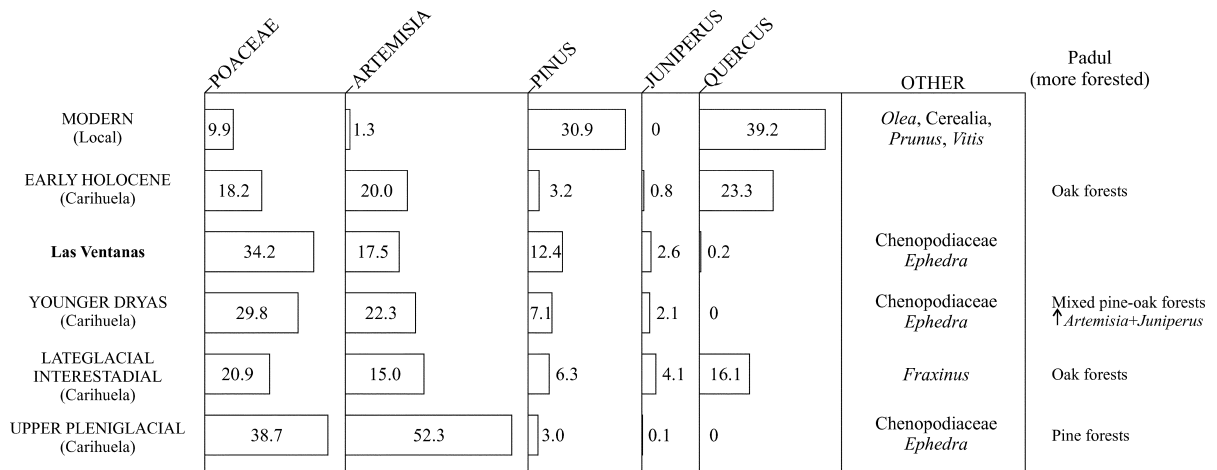 POACEAE
ARTEMISIA
PINUS
JUNIPERUS
QUERCUS
OTHER
Padul
(more forested)
MODERN
(Local)
9.9
1.3
30.9
0
39.2
Olea, Cerealia,
Prunus, Vitis
EARLY HOLOCENE
(Carihuela)
18.2
20.0
3.2
0.8
23.3
Oak forests
Las Ventanas
34.2
17.5
12.4
2.6
0.2
Chenopodiaceae
Ephedra
YOUNGER DRYAS
(Carihuela)
29.8
22.3
7.1
2.1
0
Chenopodiaceae
Ephedra
Mixed pine-oak forests
↑Artemisia+Juniperus
LATEGLACIAL
INTERESTADIAL
(Carihuela)
20.9
15.0
6.3
4.1
16.1
Fraxinus
Oak forests
UPPER PLENIGLACIAL
(Carihuela)
38.7
52.3
3.0
0.1
0
Chenopodiaceae
Ephedra
Pine forests